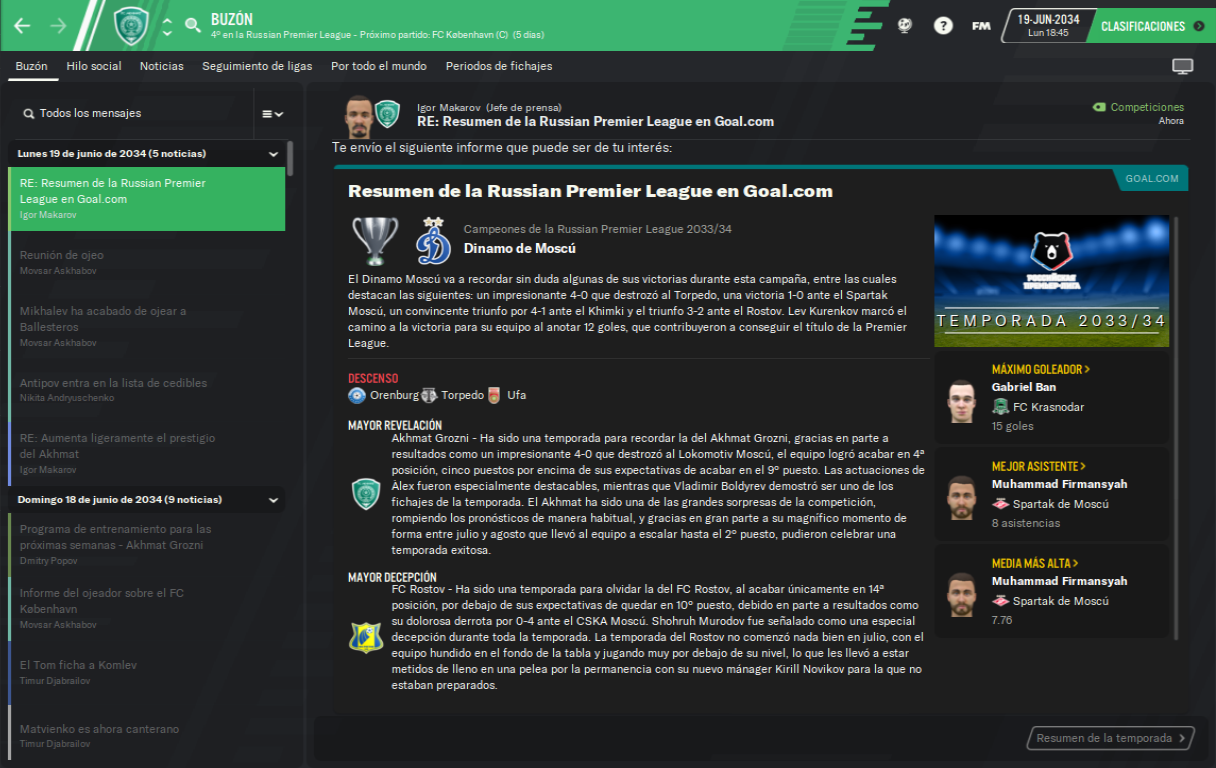 BUZÓN
4º en la Russian Premier League - Próximo partido: FC København (C) (5 días)
FM
19-JUN-2034
Lun 18:45
CLASIFICACIONES
Buzón
Hilo social
Noticias
Seguimiento de ligas
Por todo el mundo
Periodos de fichajes
Todos los mensajes
Lunes 19 de junio de 2034 (5 noticias)
RE: Resumen de la Russian Premier
League en Goal.com
Igor Makarov
Reunión de ojeo
Movsar Askhabov
Mikhalev ha acabado de ojear a
Ballesteros
Movsar Askhabov
Antipov entra en la lista de cedibles
Nikita Andryuschenko
RE: Aumenta ligeramente el prestigio
del Akhmat
Igor Makarov
Domingo 18 de junio de 2034 (9 noticias)
Programa de entrenamiento para las
próximas semanas - Akhmat Grozni
Dmitry Popov
Informe del ojeador sobre el FC
København
Movsar Askhabov
El Tom ficha a Komlev
Timur Djabrailov
Matvienko es ahora canterano
Timur Djabrailov
Igor Makarov (Jefe de prensa)
RE: Resumen de la Russian Premier League en Goal.com
Competiciones
Ahora
Te envío el siguiente informe que puede ser de tu interés:
GOAL.COM
Resumen de la Russian Premier League en Goal.com
Campeones de la Russian Premier League 2033/34
Dinamo de Moscú
El Dinamo Moscú va a recordar sin duda algunas de sus victorias durante esta campaña, entre las cuales
destacan las siguientes: un impresionante 4-0 que destrozó al Torpedo, una victoria 1-0 ante el Spartak
Moscú, un convincente triunfo por 4-1 ante el Khimki y el triunfo 3-2 ante el Rostov. Lev Kurenkov marcó el
camino a la victoria para su equipo al anotar 12 goles, que contribuyeron a conseguir el título de la Premier
League.
DESCENSO
Orenburg Torpedo Ufa
MAYOR REVELACIÓN
Akhmat Grozni - Ha sido una temporada para recordar la del Akhmat Grozni, gracias en parte a
resultados como un impresionante 4-0 que destrozó al Lokomotiv Moscú, el equipo logró acabar en 4ª
posición, cinco puestos por encima de sus expectativas de acabar en el 9º puesto. Las actuaciones de
Àlex fueron especialmente destacables, mientras que Vladimir Boldyrev demostró ser uno de los
fichajes de la temporada. El Akhmat ha sido una de las grandes sorpresas de la competición,
rompiendo los pronósticos de manera habitual, y gracias en gran parte a su magnífico momento de
forma entre julio y agosto que llevó al equipo a escalar hasta el 2º puesto, pudieron celebrar una
temporada exitosa.
MAYOR DECEPCIÓN
FC Rostov - Ha sido una temporada para olvidar la del FC Rostov, al acabar únicamente en 14ª
posición, por debajo de sus expectativas de quedar en 10º puesto, debido en parte a resultados como
su dolorosa derrota por 0-4 ante el CSKA Moscú. Shohruh Murodov fue señalado como una especial
decepción durante toda la temporada. La temporada del Rostov no comenzó nada bien en julio, con el
equipo hundido en el fondo de la tabla y jugando muy por debajo de su nivel, lo que les llevó a estar
metidos de lleno en una pelea por la permanencia con su nuevo mánager Kirill Novikov para la que no
estaban preparados.
РОССИЙСКАЯ
ПРЕМЬЕР-ЛИГА
TEMPORADA 2033/34
MÁXIMO GOLEADOR >
Gabriel Ban
FC Krasnodar
15 goles
MEJOR ASISTENTE >
Muhammad Firmansyah
Spartak de Moscú
8 asistencias
MEDIA MÁS ALTA >
Muhammad Firmansyah
Spartak de Moscú
7.76
Resumen de la temporada